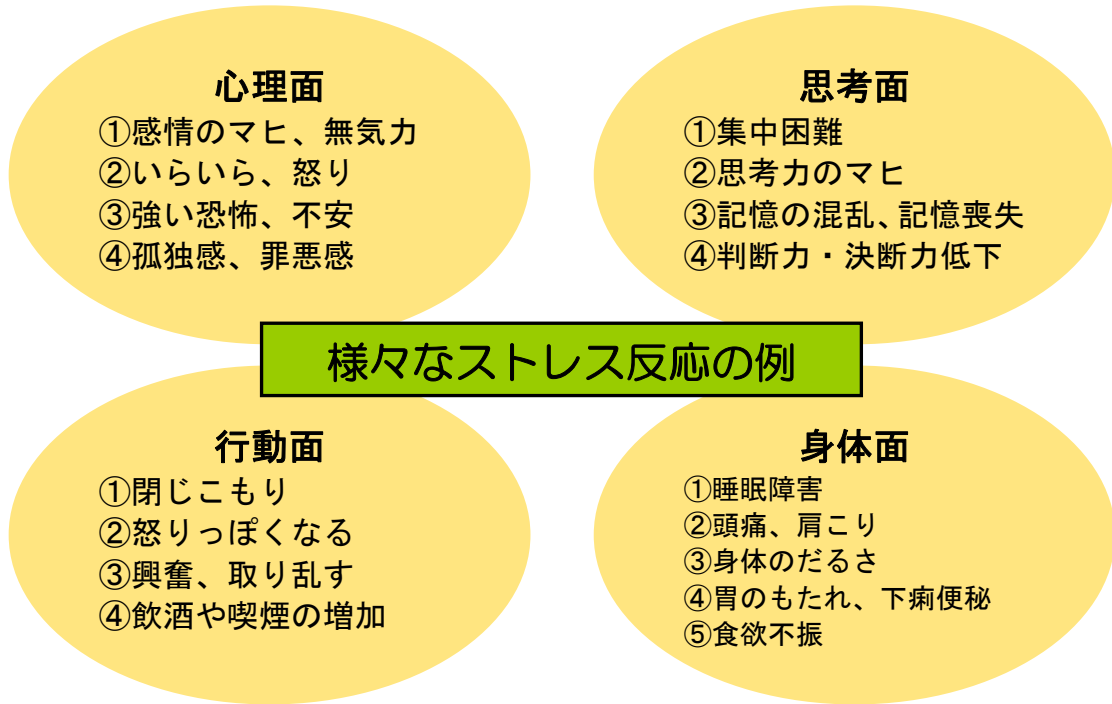 心理面
①感情のマヒ、無気力
②いらいら、怒り
③強い恐怖、不安
④孤独感、罪悪感
思考面
①集中困難
②思考力のマヒ
③記憶の混乱、記憶喪失
④判断力・決断力低下
様々なストレス反応の例
行動面
①閉じこもり
②怒りっぽくなる
③興奮、取り乱す
④飲酒や喫煙の増加
身体面
①睡眠障害
②頭痛、肩こり
③身体のだるさ
④胃のもたれ、下痢便秘
⑤食欲不振